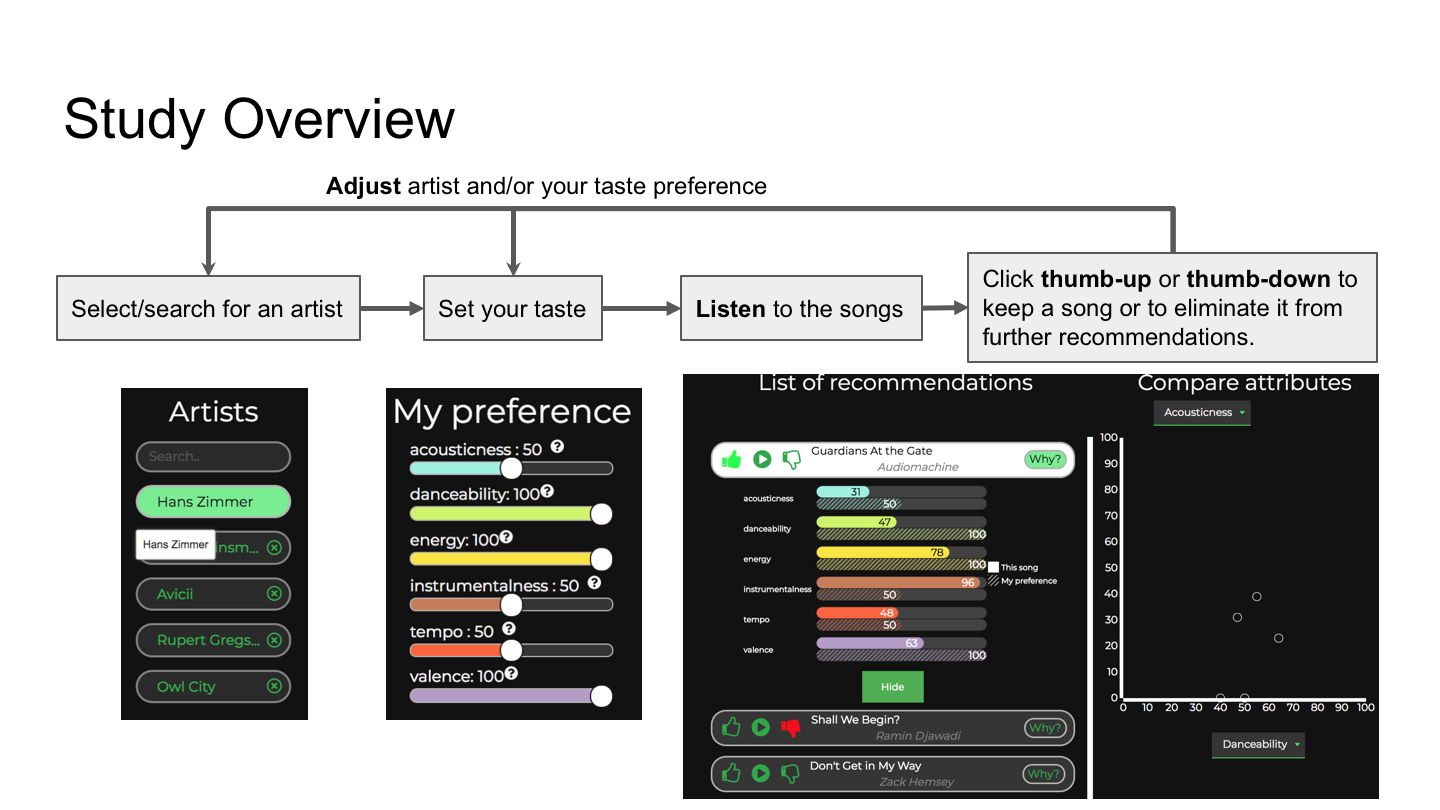 Study Overview
Adjust artist and/or your taste preference
Select/search for an artist
Set your taste
Listen to the songs
Click thumb-up or thumb-down to
keep a song or to eliminate it from
further recommendations.
Artists
Search..
Hans Zimmer
Hans Zimmer
insm...
Avicii
Rupert Gregs...
Owl City
My preference
acousticness : 50 ?
danceability: 100 ?
energy: 100 ?
instrumentalness : 50 ?
tempo : 50 ?
valence: 100 ?
List of recommendations
Guardians At the Gate
Audiomachine
Why?
acousticness
31
50
danceability
47
100
energy
78
100
This song
My preference
instrumentalness
96
50
tempo
48
50
valence
63
100
Hide
Shall We Begin?
Ramin Djawadi
Why?
Don't Get in My Way
Zack Hemsey
Why?
Compare attributes
Acousticness
100
90
80
70
60
50
40
30
20
10
0
0 10 20 30 40 50 60 70 80 90 100
Danceability